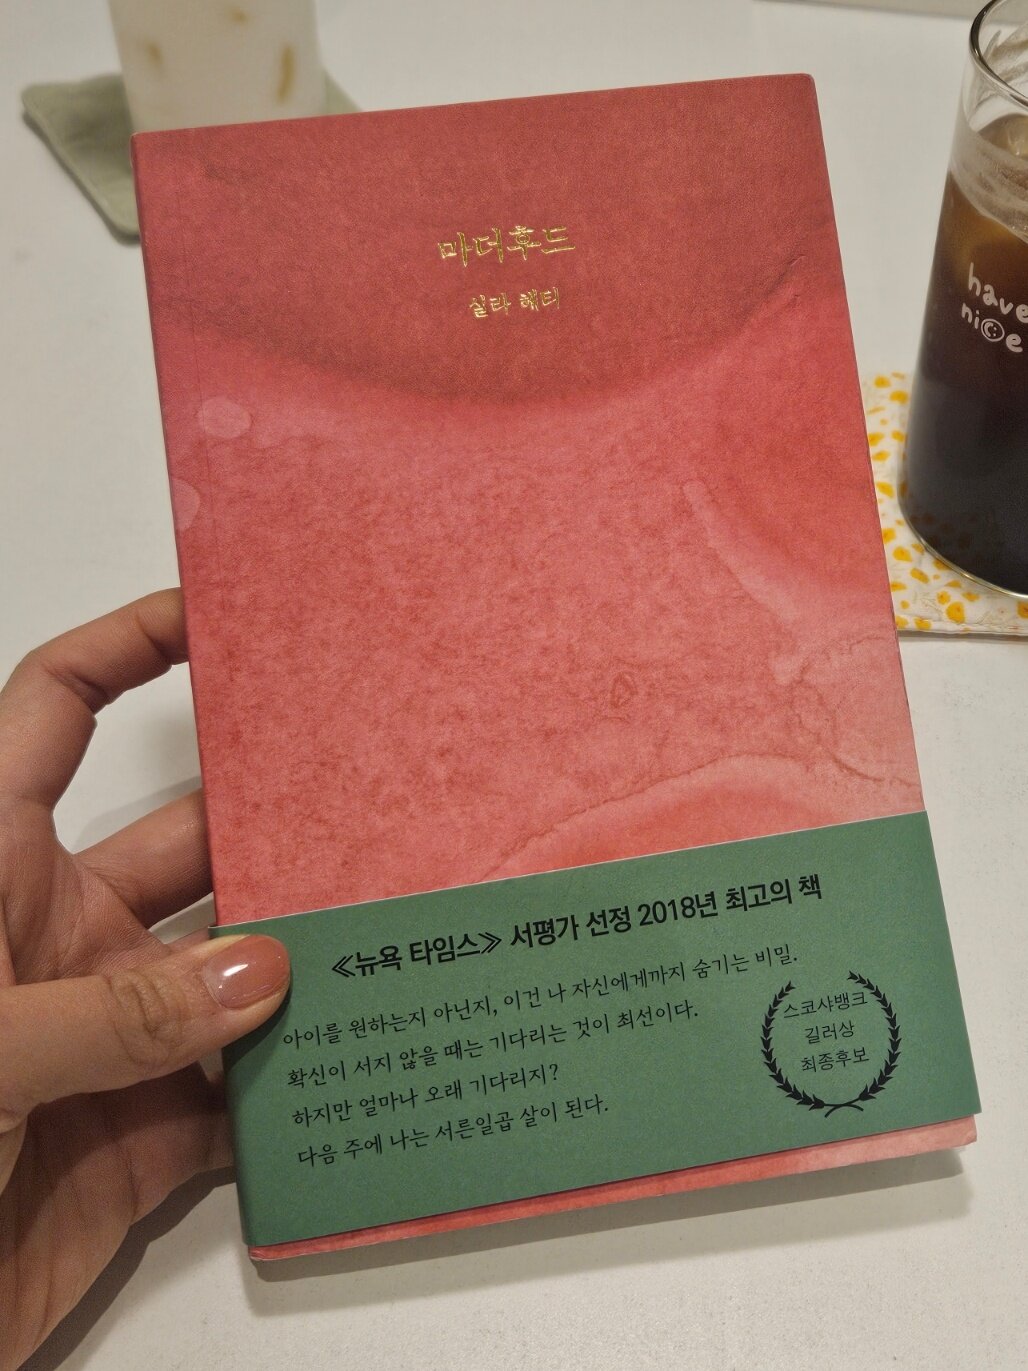 마더후드
실라 헤티
have
nice
≪뉴욕 타임스≫ 서평가 선정 2018년 최고의 책
아이를 원하는지 아닌지, 이건 나 자신에게까지 숨기는 비밀.
확신이 서지 않을 때는 기다리는 것이 최선이다.
하지만 얼마나 오래 기다리지?
다음 주에 나는 서른일곱 살이 된다.
스코샤뱅크
길러상
최종후보